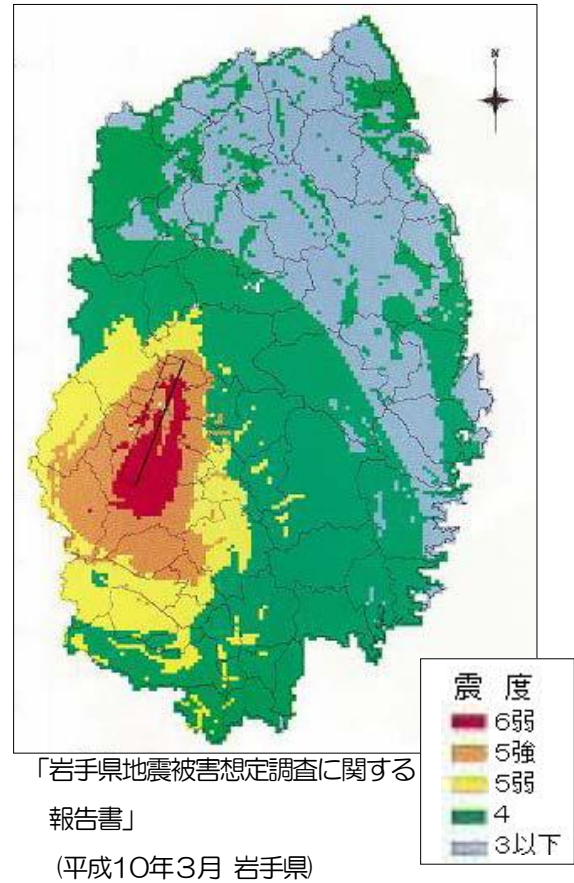 N
震 度
6弱
5強
5弱
4
3以下
「岩手県地震被害想定調査に関する
報告書」
(平成10年3月 岩手県)